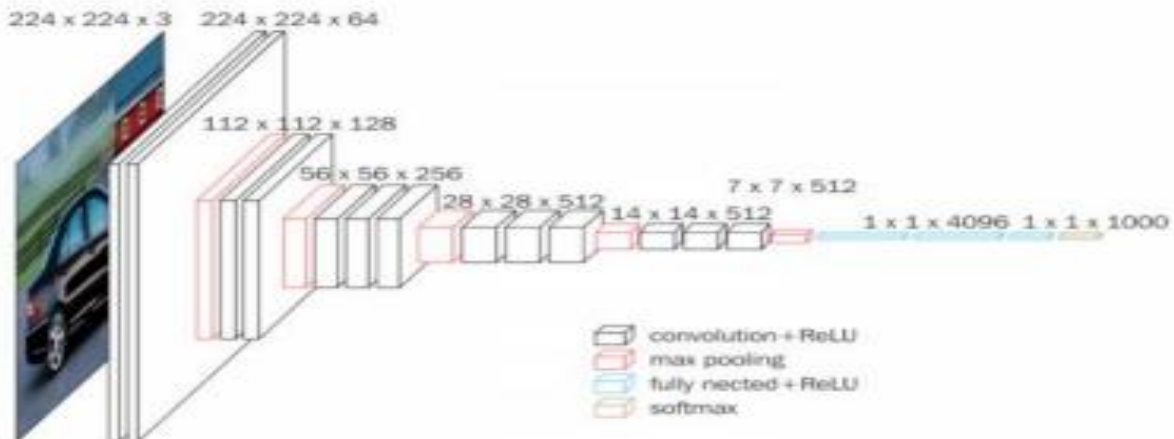 224 x 224 x 3
224 x 224 x 64
112 x 112 x 128
56 x 56 x 256
28 x 28 x 512
14 x 14 x 512
7 x 7 x 512
1 x 1 x 4096
1 x 1 x 1000
convolution + ReLU
max pooling
fully nected + ReLU
softmax